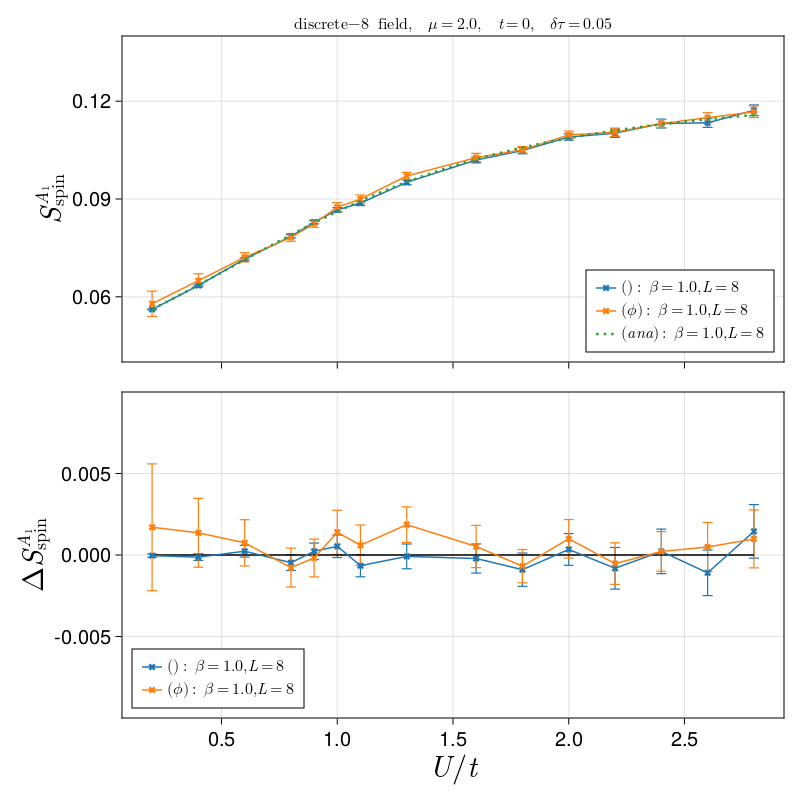 discrete−8 field, μ = 2.0, t = 0, δτ = 0.05
0.12
0.09
0.06
S_spin^A₁
() : β = 1.0,L = 8
(ϕ) : β = 1.0,L = 8
(ana) : β = 1.0,L = 8
0.005
0.000
-0.005
ΔS_spin^A₁
() : β = 1.0,L = 8
(ϕ) : β = 1.0,L = 8
0.5 1.0 1.5 2.0 2.5
U/t